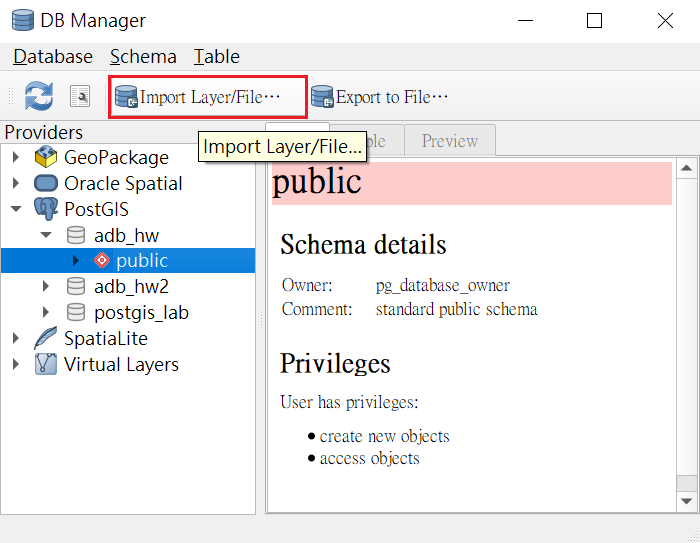 DB Manager
Database Schema Table
Import Layer/File… Export to File…
Providers
Import Layer/File...
Preview
GeoPackage
Oracle Spatial
PostGIS
adb_hw
public
adb_hw2
postgis_lab
SpatiaLite
Virtual Layers
public
Schema details
Owner: pg_database_owner
Comment: standard public schema
Privileges
User has privileges:
• create new objects
• access objects